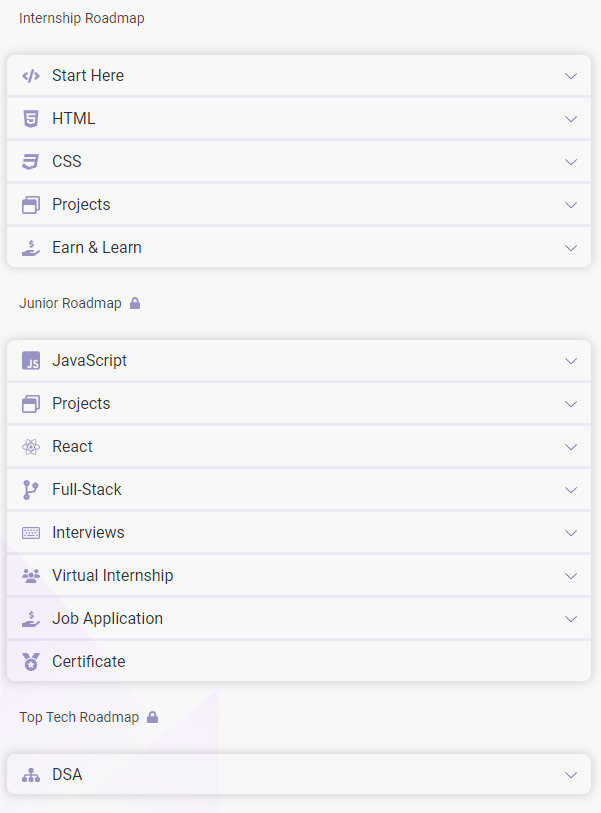 Internship Roadmap
Start Here
HTML
CSS
Projects
Earn & Learn
Junior Roadmap
JS JavaScript
Projects
React
Full-Stack
Interviews
Virtual Internship
Job Application
Certificate
Top Tech Roadmap
DSA